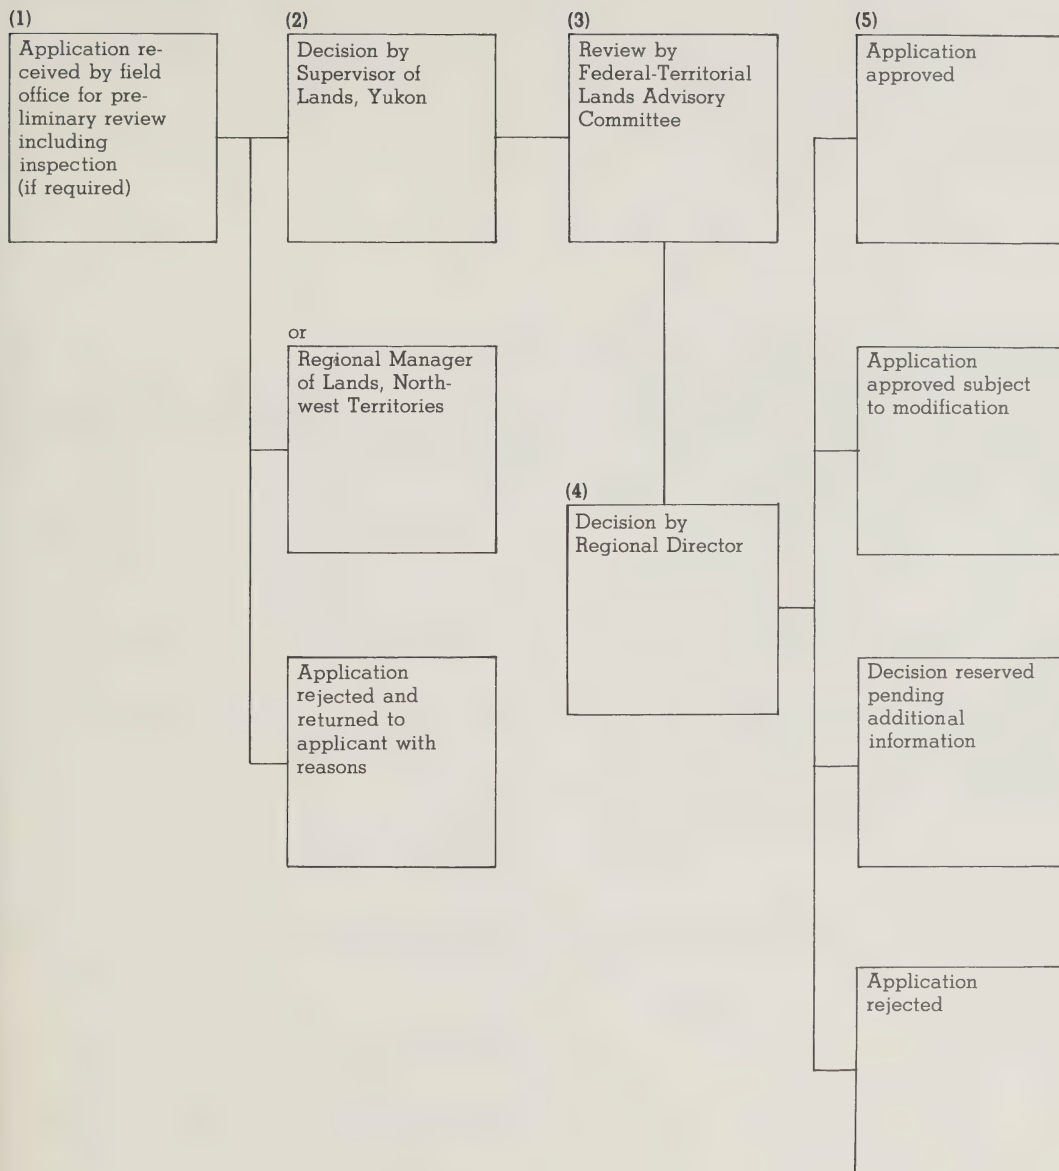 (1)
Application re-
ceived by field
office for pre-
liminary review
including
inspection
(if required)
(2)
Decision by
Supervisor of
Lands, Yukon
or
Regional Manager
of Lands, North-
west Territories
Application
rejected and
returned to
applicant with
reasons
(3)
Review by
Federal-Territorial
Lands Advisory
Committee
(4)
Decision by
Regional Director
(5)
Application
approved
Application
approved subject
to modification
Decision reserved
pending
additional
information
Application
rejected